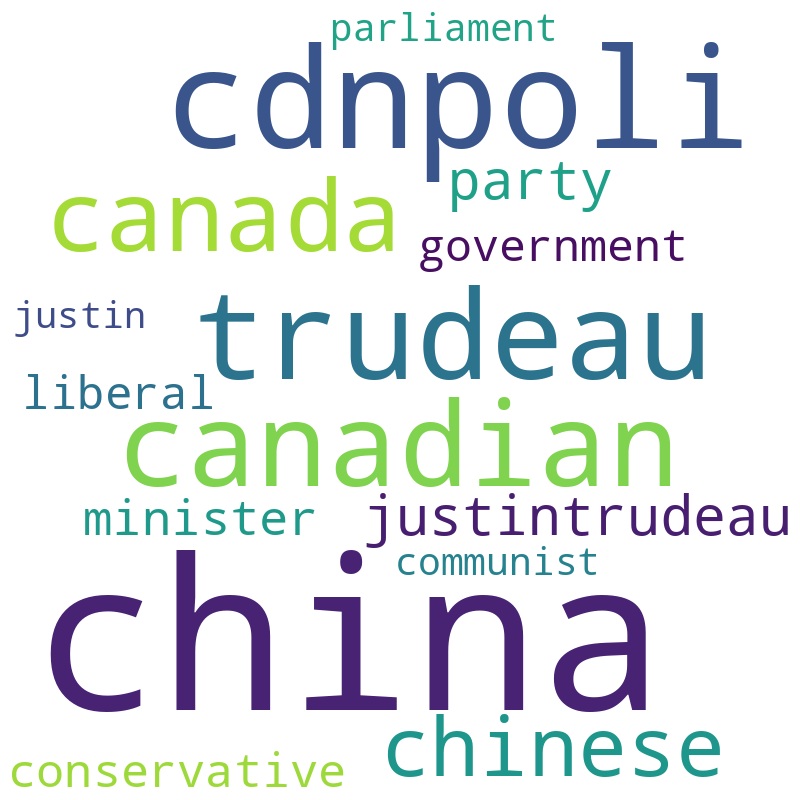 parliament
cdnpoli
party
canada
government
trudeau
justin
liberal
canadian
minister
justintrudeau
communist
china
chinese
conservative